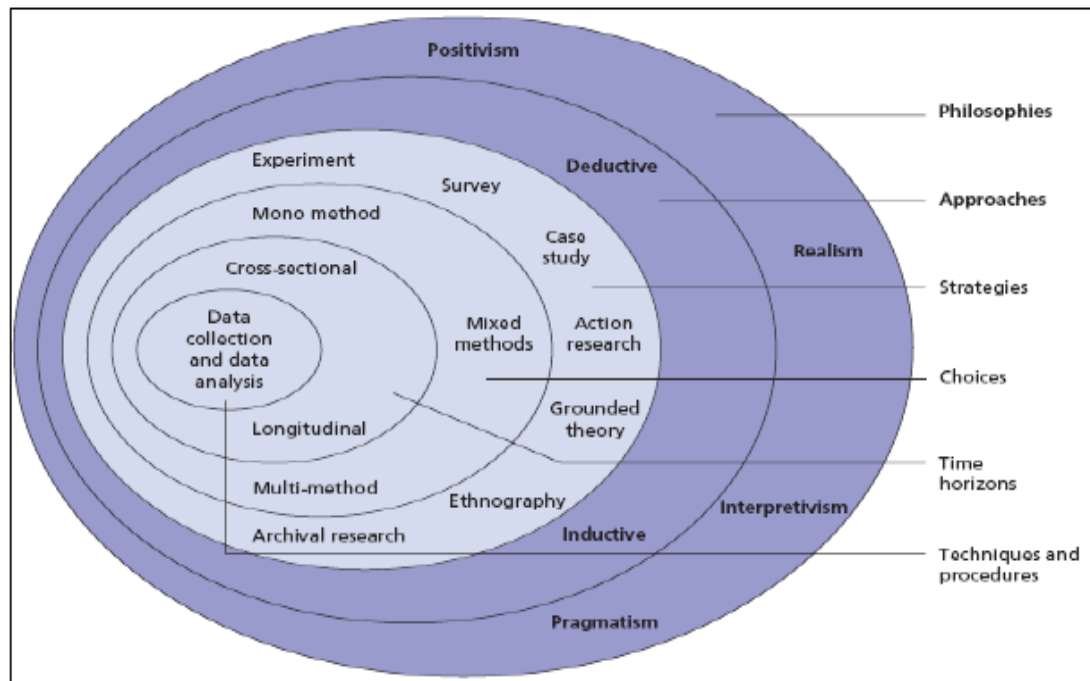 Positivism
Philosophies
Experiment
Deductive
Survey
Approaches
Mono method
Case
study
Realism
Cross-sectional
Strategies
Data
collection
and data
analysis
Mixed
methods
Action
research
Choices
Grounded
theory
Longitudinal
Time
horizons
Multi-method
Ethnography
Interpretivism
Archival research
Inductive
Techniques and
procedures
Pragmatism